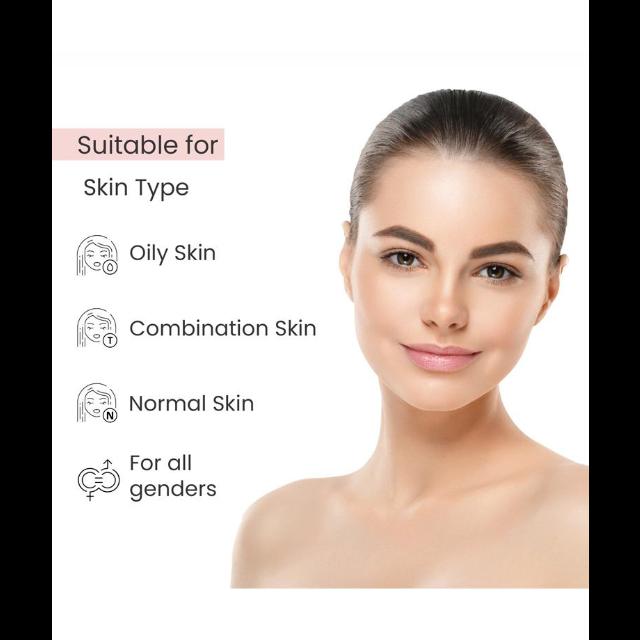 Suitable for
Skin Type
Oily Skin
Combination Skin
T
Normal Skin
N
For all
genders